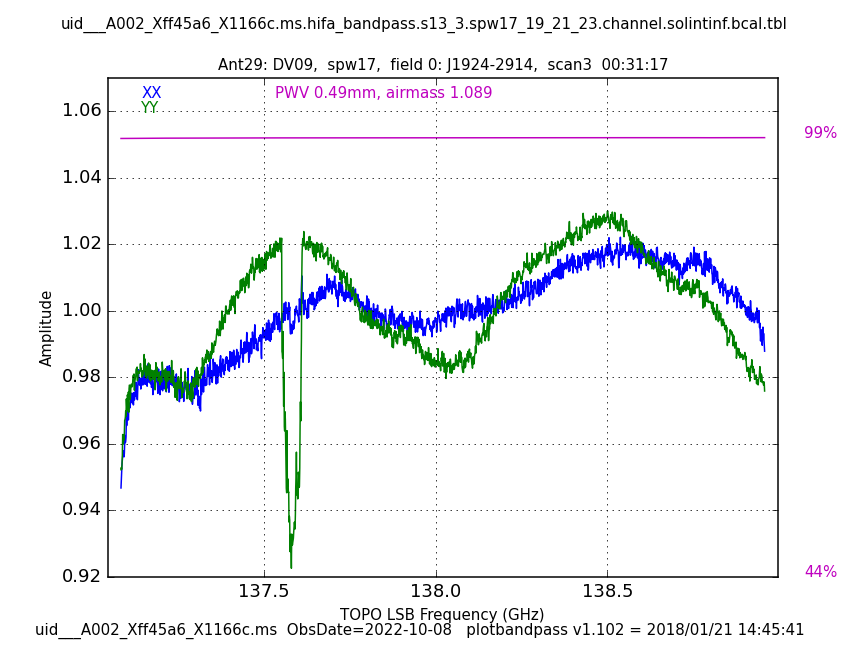 uid___A002_Xff45a6_X1166c.ms.hifa_bandpass.s13_3.spw17_19_21_23.channel.solintinf.bcal.tbl
Ant29: DV09,  spw17,  field 0: J1924-2914,  scan3  00:31:17
XX
PWV 0.49mm, airmass 1.089
YY
1.06
99%
1.04
1.02
1.00
Amplitude
0.98
0.96
0.94
44%
0.92
137.5 138.0 138.5
TOPO LSB Frequency (GHz)
uid___A002_Xff45a6_X1166c.ms  ObsDate=2022-10-08   plotbandpass v1.102 = 2018/01/21 14:45:41